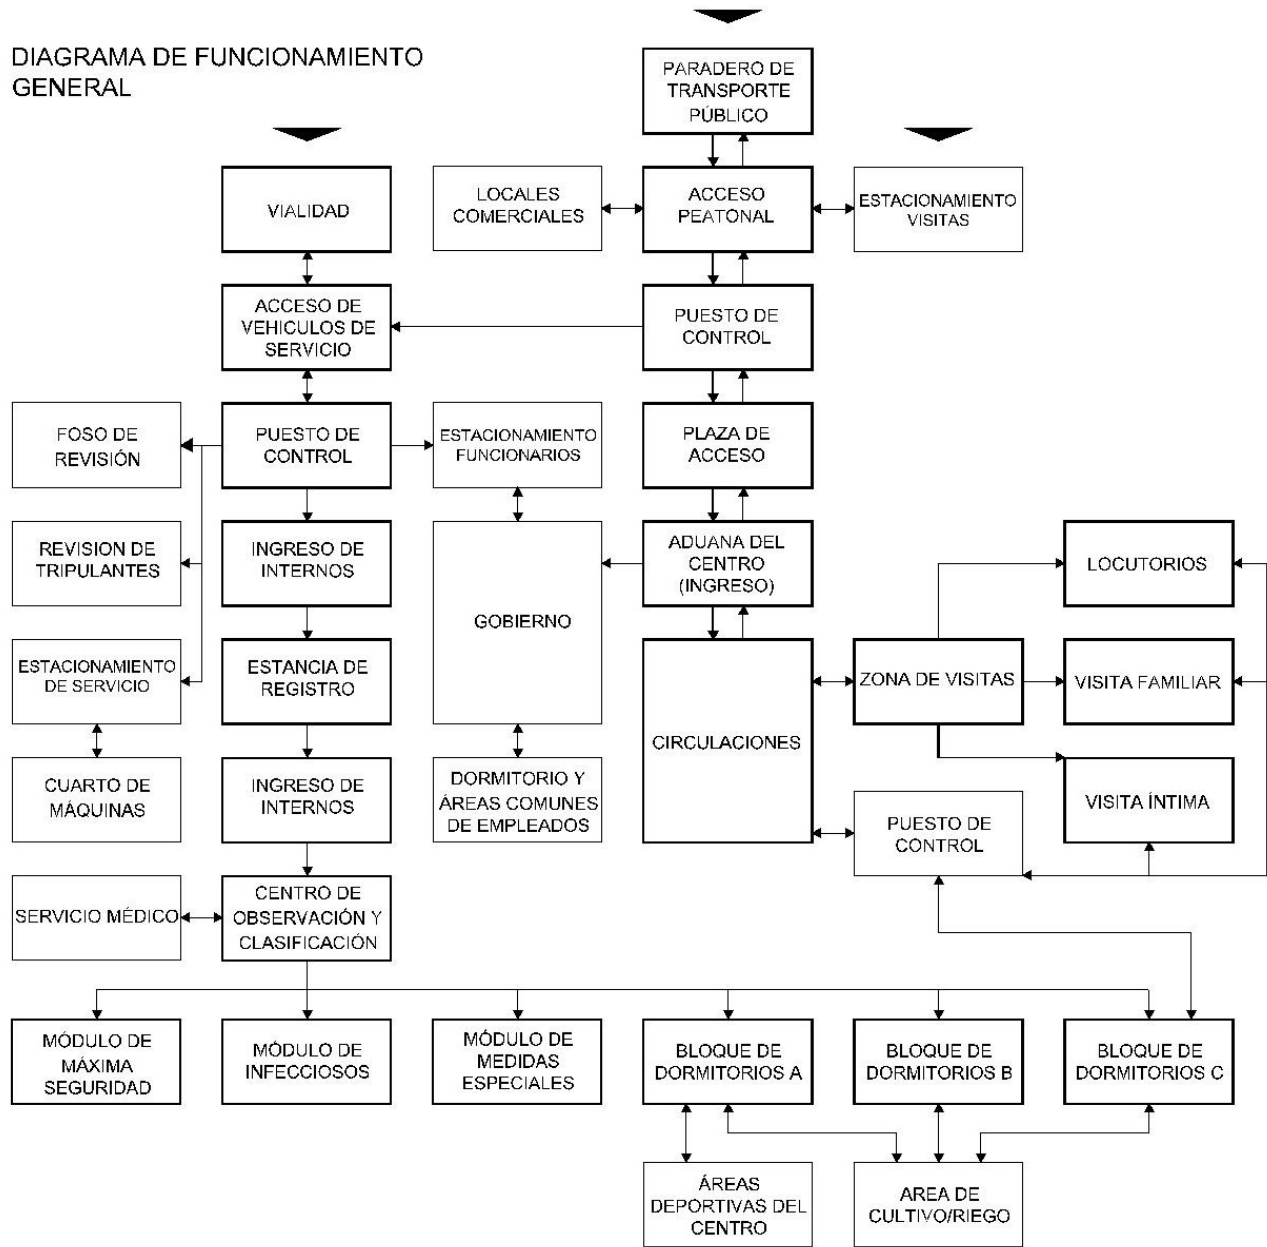 DIAGRAMA DE FUNCIONAMIENTO
GENERAL
PARADERO DE
TRANSPORTE
PÚBLICO
VIALIDAD
LOCALES
COMERCIALES
ACCESO
PEATONAL
ESTACIONAMIENTO
VISITAS
ACCESO DE
VEHICULOS DE
SERVICIO
PUESTO DE
CONTROL
FOSO DE
REVISIÓN
PUESTO DE
CONTROL
ESTACIONAMIENTO
FUNCIONARIOS
PLAZA DE
ACCESO
REVISION DE
TRIPULANTES
INGRESO DE
INTERNOS
GOBIERNO
ADUANA DEL
CENTRO
(INGRESO)
LOCUTORIOS
ESTACIONAMIENTO
DE SERVICIO
ESTANCIA DE
REGISTRO
CIRCULACIONES
ZONA DE VISITAS
VISITA FAMILIAR
CUARTO DE
MÁQUINAS
INGRESO DE
INTERNOS
DORMITORIO Y
ÁREAS COMUNES
DE EMPLEADOS
PUESTO DE
CONTROL
VISITA ÍNTIMA
SERVICIO MÉDICO
CENTRO DE
OBSERVACIÓN Y
CLASIFICACIÓN
MÓDULO DE
MÁXIMA
SEGURIDAD
MÓDULO DE
INFECCIOSOS
MÓDULO DE
MEDIDAS
ESPECIALES
BLOQUE DE
DORMITORIOS A
BLOQUE DE
DORMITORIOS B
BLOQUE DE
DORMITORIOS C
ÁREAS
DEPORTIVAS DEL
CENTRO
AREA DE
CULTIVO/RIEGO